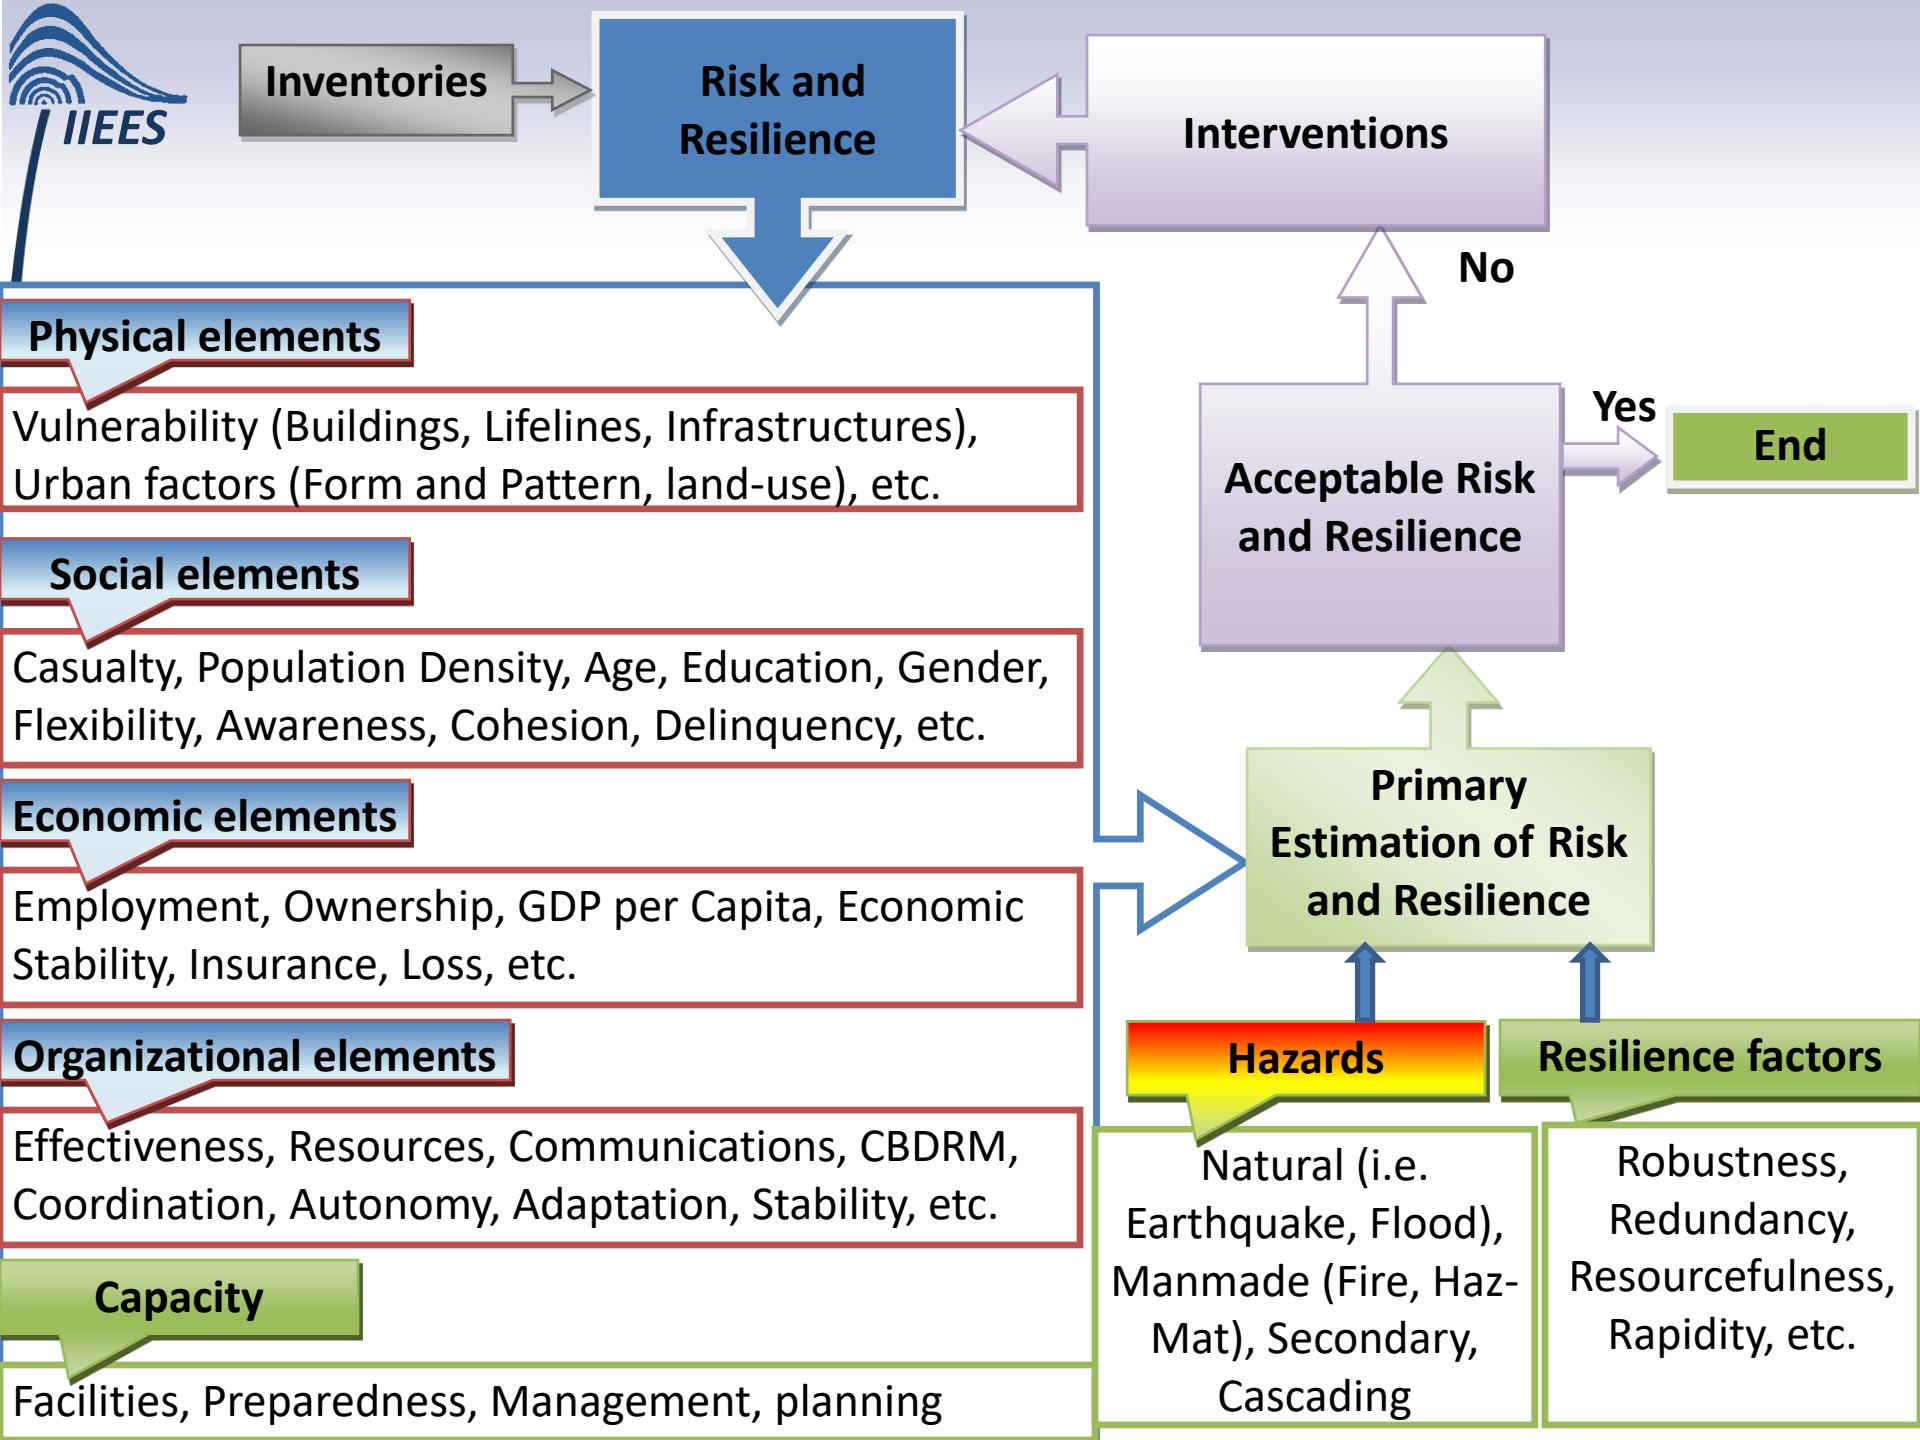 IIEES
Inventories
Risk and
Resilience
Interventions
No
Physical elements
Vulnerability (Buildings, Lifelines, Infrastructures),
Urban factors (Form and Pattern, land-use), etc.
Yes
End
Acceptable Risk
and Resilience
Social elements
Casualty, Population Density, Age, Education, Gender,
Flexibility, Awareness, Cohesion, Delinquency, etc.
Economic elements
Employment, Ownership, GDP per Capita, Economic
Stability, Insurance, Loss, etc.
Primary
Estimation of Risk
and Resilience
Organizational elements
Effectiveness, Resources, Communications, CBDRM,
Coordination, Autonomy, Adaptation, Stability, etc.
Capacity
Facilities, Preparedness, Management, planning
Hazards
Natural (i.e.
Earthquake, Flood),
Manmade (Fire, Haz-
Mat), Secondary,
Cascading
Resilience factors
Robustness,
Redundancy,
Resourcefulness,
Rapidity, etc.